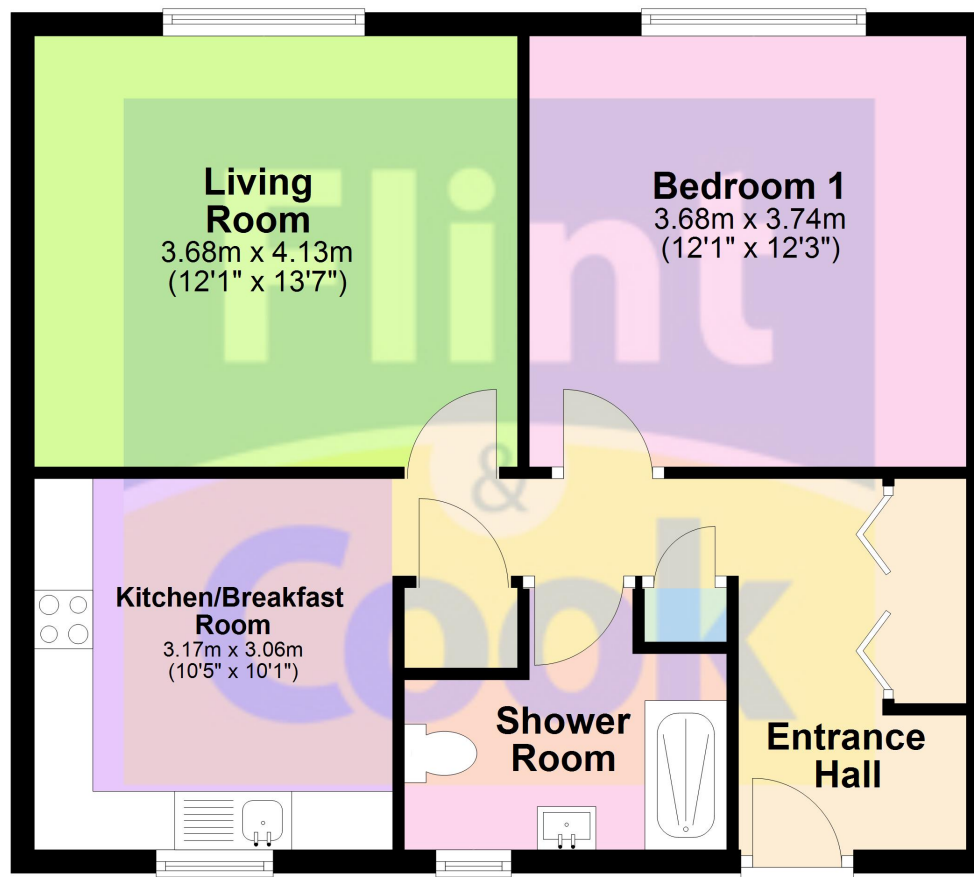 Living
Room
3.68m x 4.13m
(12'1" x 13'7")
Bedroom 1
3.68m x 3.74m
(12'1" x 12'3")
Flint
&
Cook
Kitchen/Breakfast
Room
3.17m x 3.06m
(10'5" x 10'1")
Shower
Room
Entrance
Hall